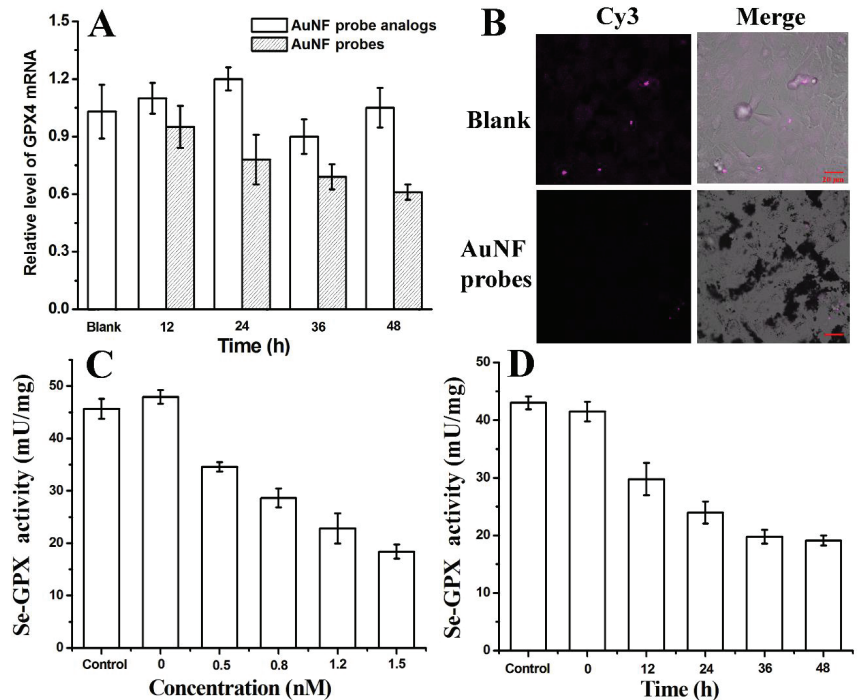 A
AuNF probe analogs
AuNF probes
Relative level of GPX4 mRNA
1.5
1.2
0.9
0.6
0.3
0.0
Blank 12 24 36 48
Time (h)
B
Cy3 Merge
Blank
10 μm
AuNF
probes
C
Se-GPX activity (mU/mg)
50
40
30
20
10
0
Control 0 0.5 0.8 1.2 1.5
Concentration (nM)
D
Se-GPX activity (mU/mg)
50
40
30
20
10
0
Control 0 12 24 36 48
Time (h)